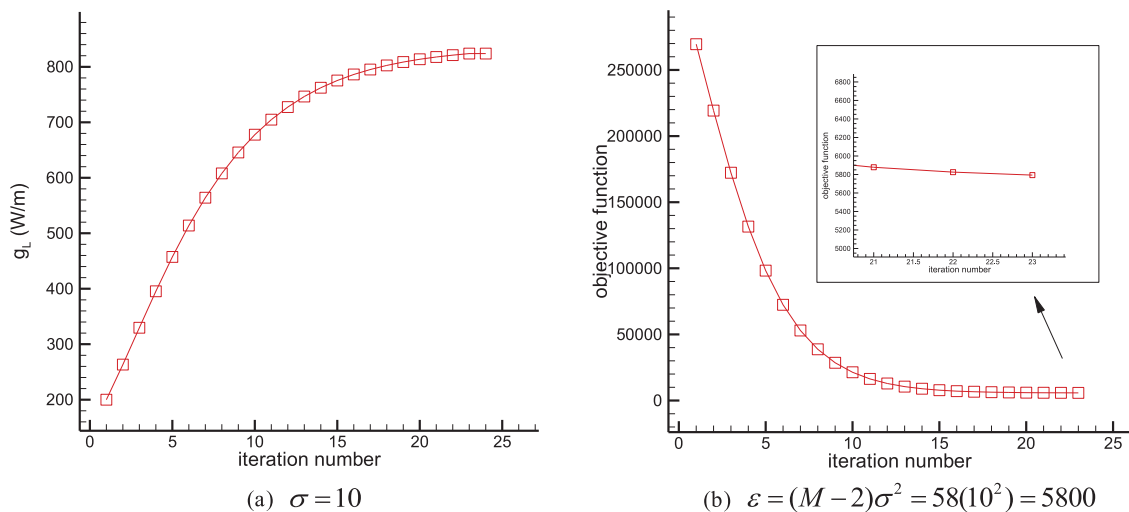 800
700
600
500
400
300
200
g_L (W/m)
0 5 10 15 20 25
iteration number
(a) σ = 10
250000
200000
150000
100000
50000
0
objective function
0 5 10 15 20 25
iteration number
6800
6600
6400
6200
6000
5800
5600
5400
5200
5000
objective function
21 21.5 22 22.5 23
iteration number
(b) ε = (M − 2)σ² = 58(10²) = 5800